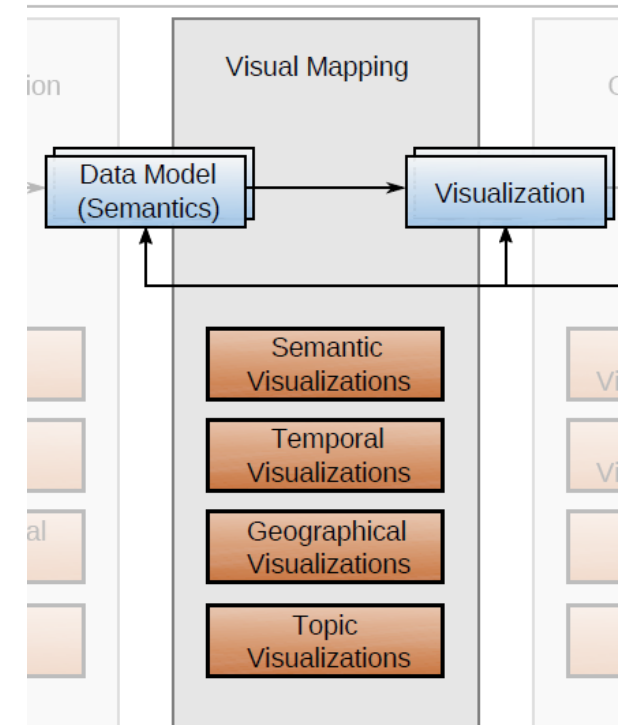 Visual Mapping
Data Model
(Semantics)
Visualization
Semantic
Visualizations
Temporal
Visualizations
Geographical
Visualizations
Topic
Visualizations